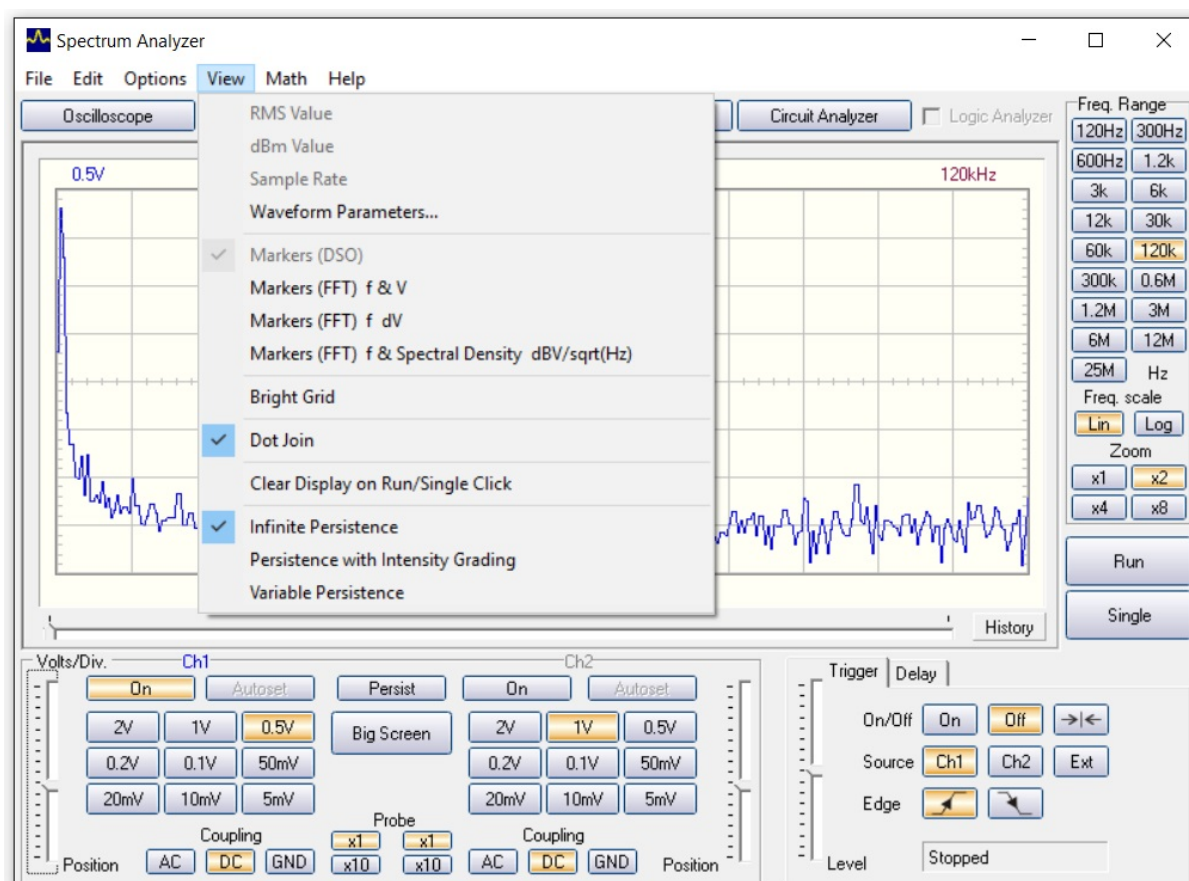 Spectrum Analyzer
File Edit Options View Math Help
Oscilloscope
Circuit Analyzer
Logic Analyzer
RMS Value
dBm Value
Sample Rate
Waveform Parameters...
Markers (DSO)
Markers (FFT) f & V
Markers (FFT) f dV
Markers (FFT) f & Spectral Density dBV/sqrt(Hz)
Bright Grid
Dot Join
Clear Display on Run/Single Click
Infinite Persistence
Persistence with Intensity Grading
Variable Persistence
0.5V
120kHz
History
Freq. Range
120Hz 300Hz
600Hz 1.2k
3k 6k
12k 30k
60k 120k
300k 0.6M
1.2M 3M
6M 12M
25M Hz
Freq. scale
Lin Log
Zoom
x1 x2
x4 x8
Run
Single
Volts/Div. Ch1 Ch2
On Autoset Persist On Autoset
2V 1V 0.5V Big Screen 2V 1V 0.5V
0.2V 0.1V 50mV 0.2V 0.1V 50mV
20mV 10mV 5mV 20mV 10mV 5mV
Coupling Probe Coupling
x1 x1
Position AC DC GND x10 x10 AC DC GND Position
Trigger Delay
On/Off On Off
Source Ch1 Ch2 Ext
Edge
Level Stopped